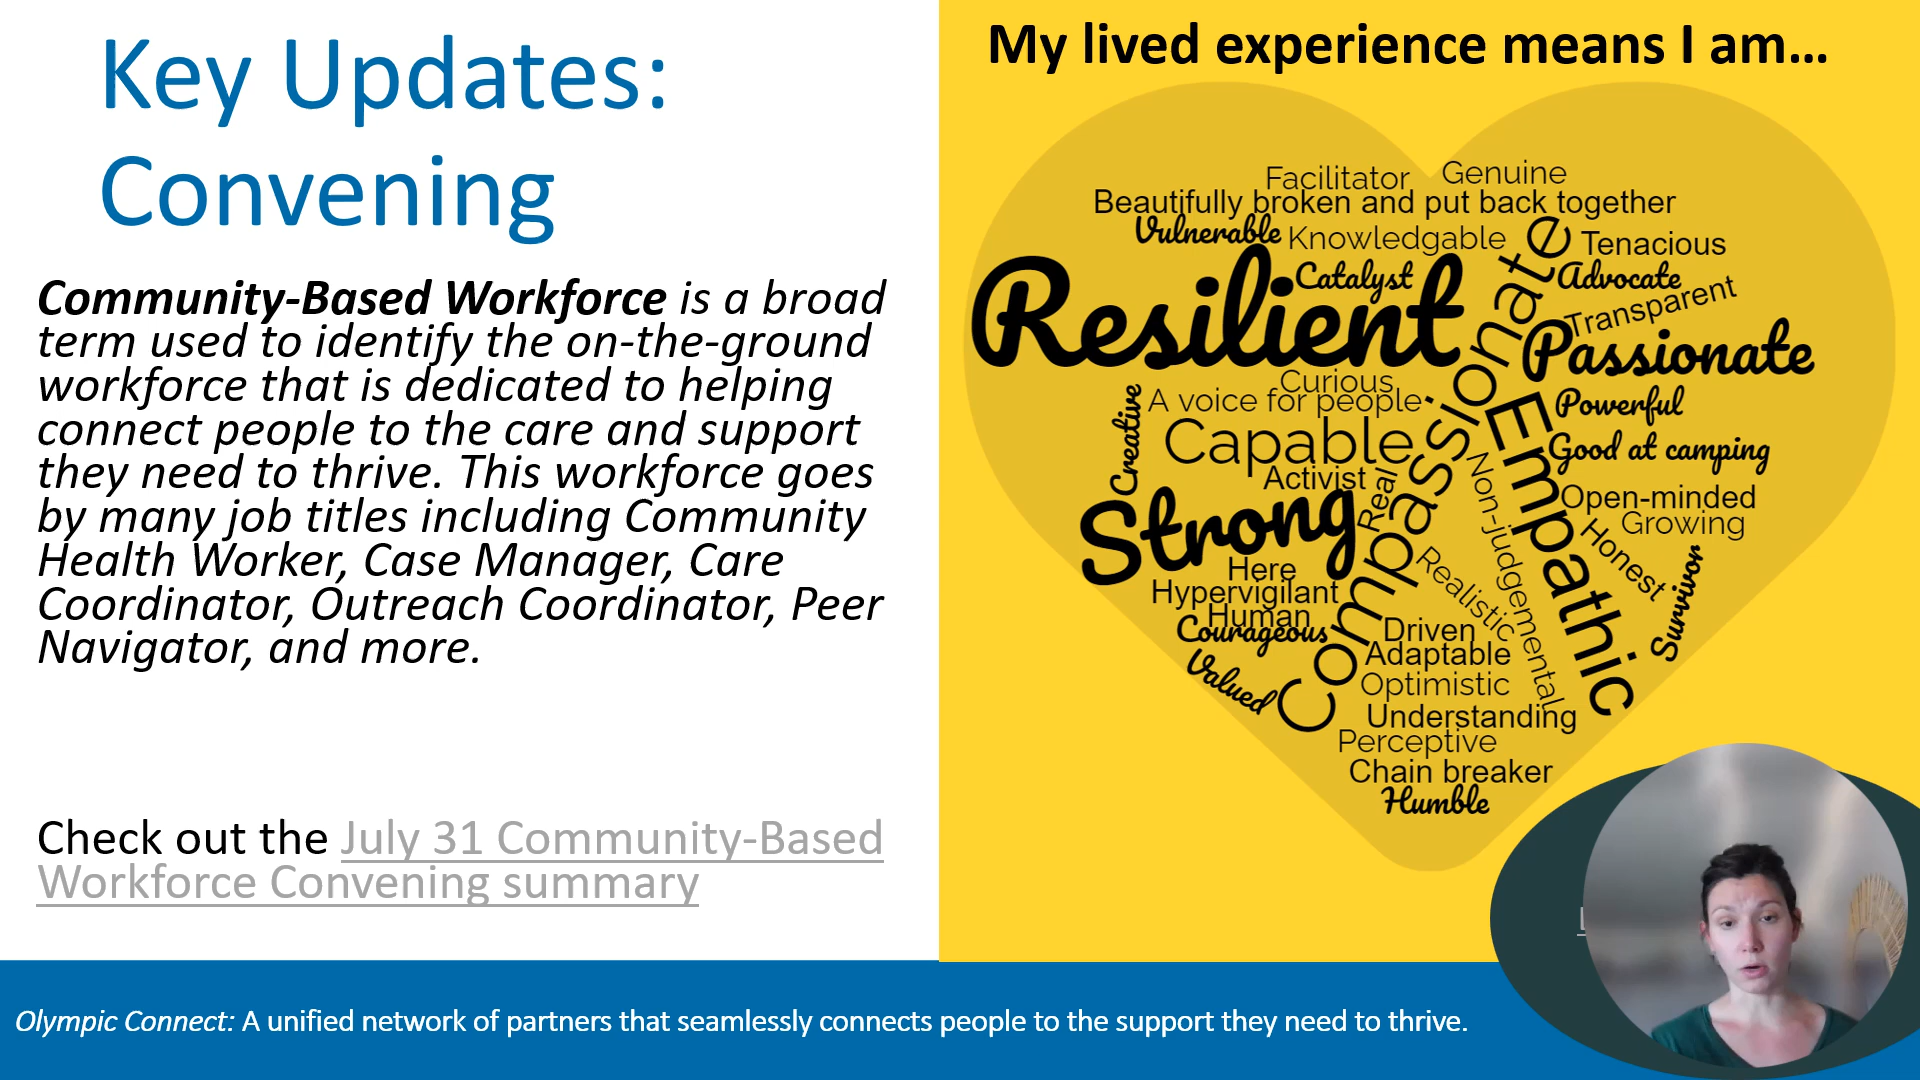 Key Updates:
Convening
Community-Based Workforce is a broad
term used to identify the on-the-ground
workforce that is dedicated to helping
connect people to the care and support
they need to thrive. This workforce goes
by many job titles including Community
Health Worker, Case Manager, Care
Coordinator, Outreach Coordinator, Peer
Navigator, and more.
Check out the July 31 Community-Based
Workforce Convening summary
My lived experience means I am...
Facilitator
Genuine
Beautifully broken and put back together
Vulnerable
Knowledgable
Tenacious
Catalyst
Advocate
Resilient
Compassionate
Transparent
Passionate
Curious
A voice for people
Creative
Powerful
Capable
Empathic
Good at camping
Activist
Real
Non-judgemental
Open-minded
Strong
Growing
Honest
Here
Realistic
Survivor
Hypervigilant
Human
Courageous
Driven
Adaptable
Valued
Optimistic
Understanding
Perceptive
Chain breaker
Humble
Olympic Connect: A unified network of partners that seamlessly connects people to the support they need to thrive.